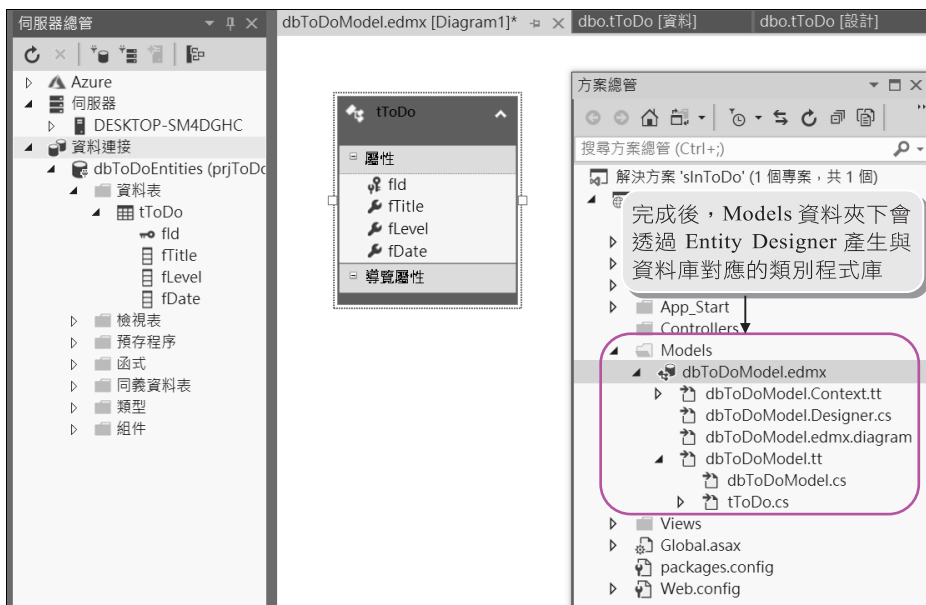 伺服器總管
Azure
伺服器
DESKTOP-SM4DGHC
資料連接
dbToDoEntities (prjToDo
資料表
tToDo
fId
fTitle
fLevel
fDate
檢視表
預存程序
函式
同義資料表
類型
組件
dbToDoModel.edmx [Diagram1]*
dbo.tToDo [資料]
dbo.tToDo [設計]
tToDo
屬性
fId
fTitle
fLevel
fDate
導覽屬性
方案總管
搜尋方案總管 (Ctrl+;)
解決方案 'slnToDo' (1 個專案，共 1 個)
完成後，Models 資料夾下會
透過 Entity Designer 產生與
資料庫對應的類別程式庫
App_Start
Controllers
Models
dbToDoModel.edmx
dbToDoModel.Context.tt
dbToDoModel.Designer.cs
dbToDoModel.edmx.diagram
dbToDoModel.tt
dbToDoModel.cs
tToDo.cs
Views
Global.asax
packages.config
Web.config